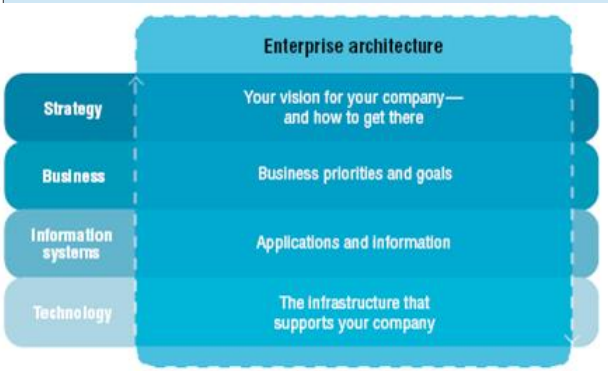 Enterprise architecture
Strategy
Your vision for your company—
and how to get there
Business
Business priorities and goals
Information
systems
Applications and information
Technology
The infrastructure that
supports your company